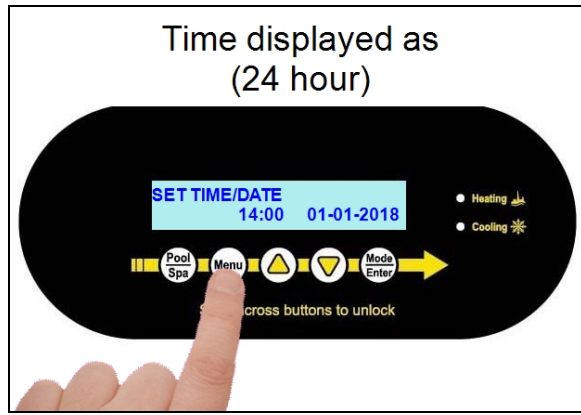 Time displayed as
(24 hour)
SET TIME/DATE
14:00 01-01-2018
Heating
Cooling
Pool
Spa
Menu
Mode
Enter
across buttons to unlock